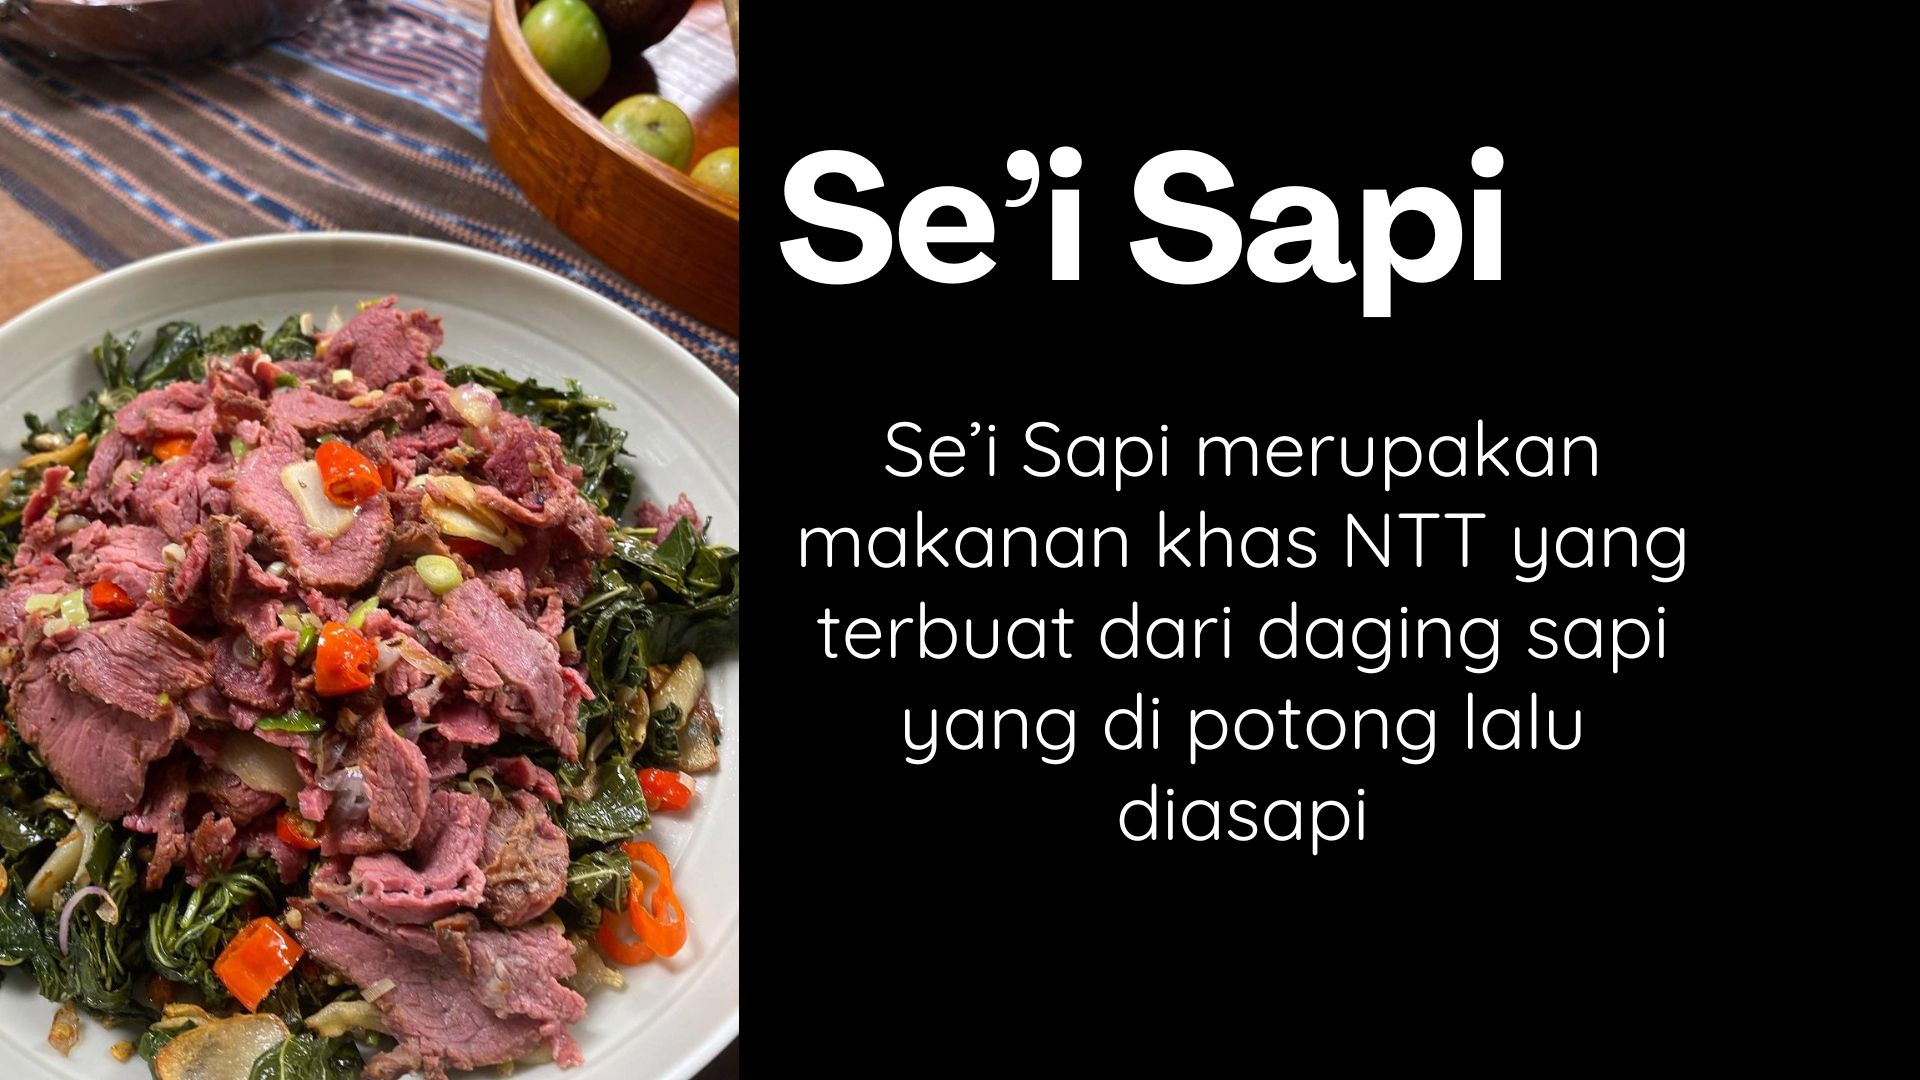 Se’i Sapi
Se’i Sapi merupakan
makanan khas NTT yang
terbuat dari daging sapi
yang di potong lalu
diasapi